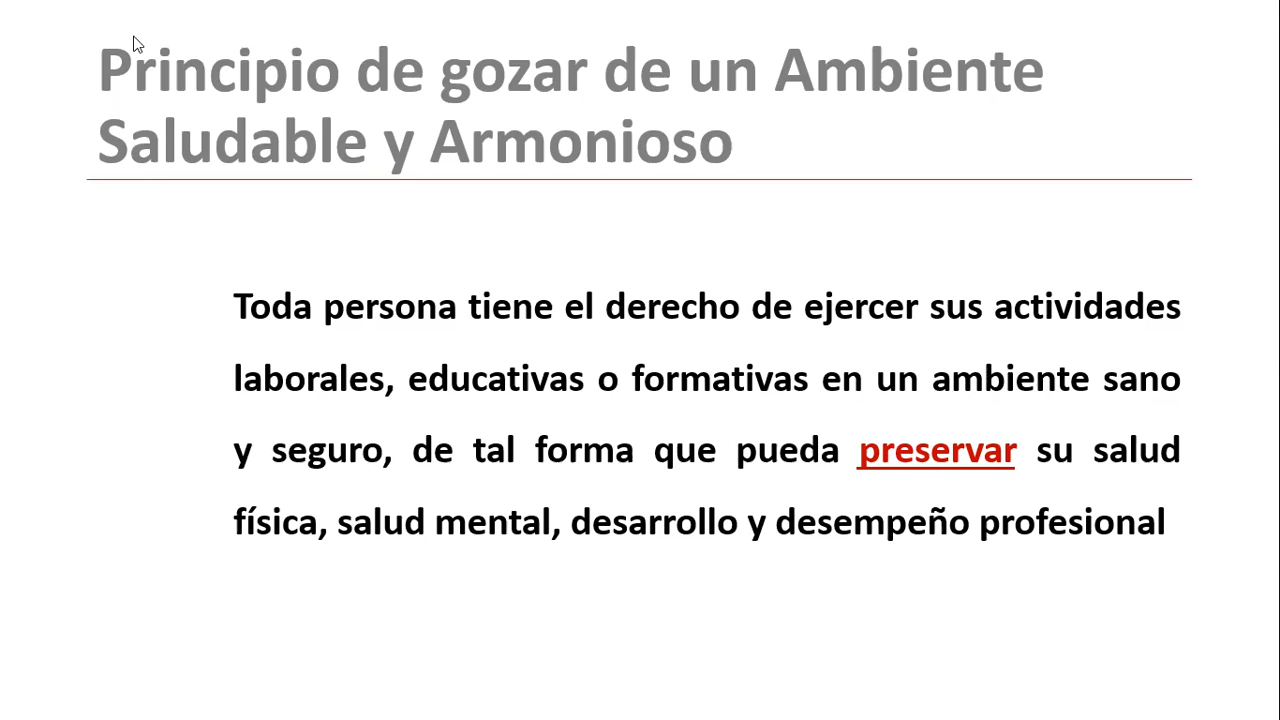 Principio de gozar de un Ambiente
Saludable y Armonioso
Toda persona tiene el derecho de ejercer sus actividades
laborales, educativas o formativas en un ambiente sano
y seguro, de tal forma que pueda preservar su salud
física, salud mental, desarrollo y desempeño profesional